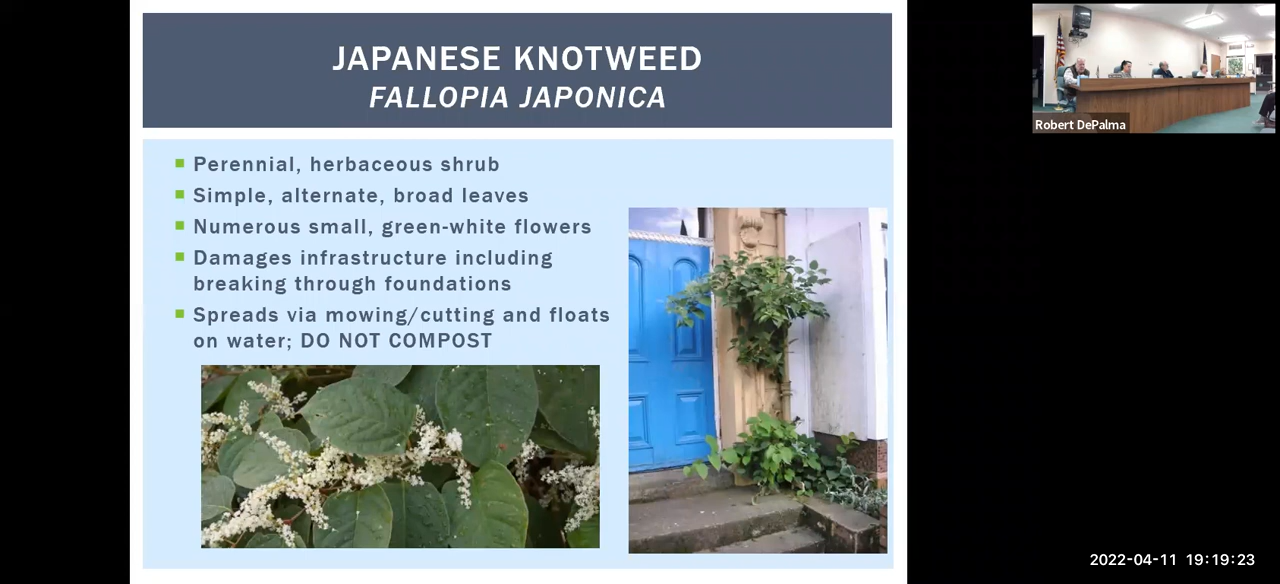 JAPANESE KNOTWEED
FALLOPIA JAPONICA
Perennial, herbaceous shrub
Simple, alternate, broad leaves
Numerous small, green-white flowers
Damages infrastructure including
breaking through foundations
Spreads via mowing/cutting and floats
on water; DO NOT COMPOST
Robert DePalma
2022-04-11 19:19:23